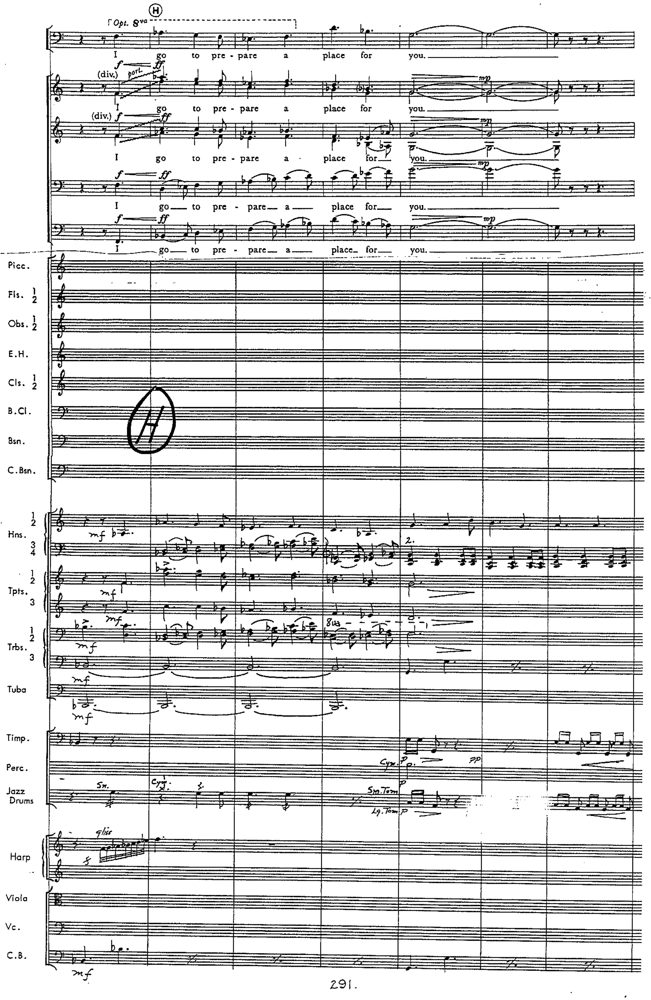 H
Opt. 8va
I go to pre - pare a place for you.
f ff
(div.) port. mp
I go to pre - pare a place for you.
(div.) f ff mp
I go to pre - pare a place for you.
f ff mp
I go to pre - pare a place for you.
f ff mp
I go to pre - pare a place for you.
Picc.
Fls. 1 2
Obs. 1 2
E.H.
Cls. 1 2
H
B.Cl.
Bsn.
C.Bsn.
Hns. 1 2
mf
3 4
2.
Tpts. 1 2
mf
3
mf
8va
Trbs. 1 2
mf
3
mf
Tuba
mf
Timp.
p pp
Perc.
Cym.
p
Jazz Drums
Sn. Cym. Sm.Tom
Lg.Tom p
Harp
gliss
f
Viola
Vc.
C.B.
mf
291.